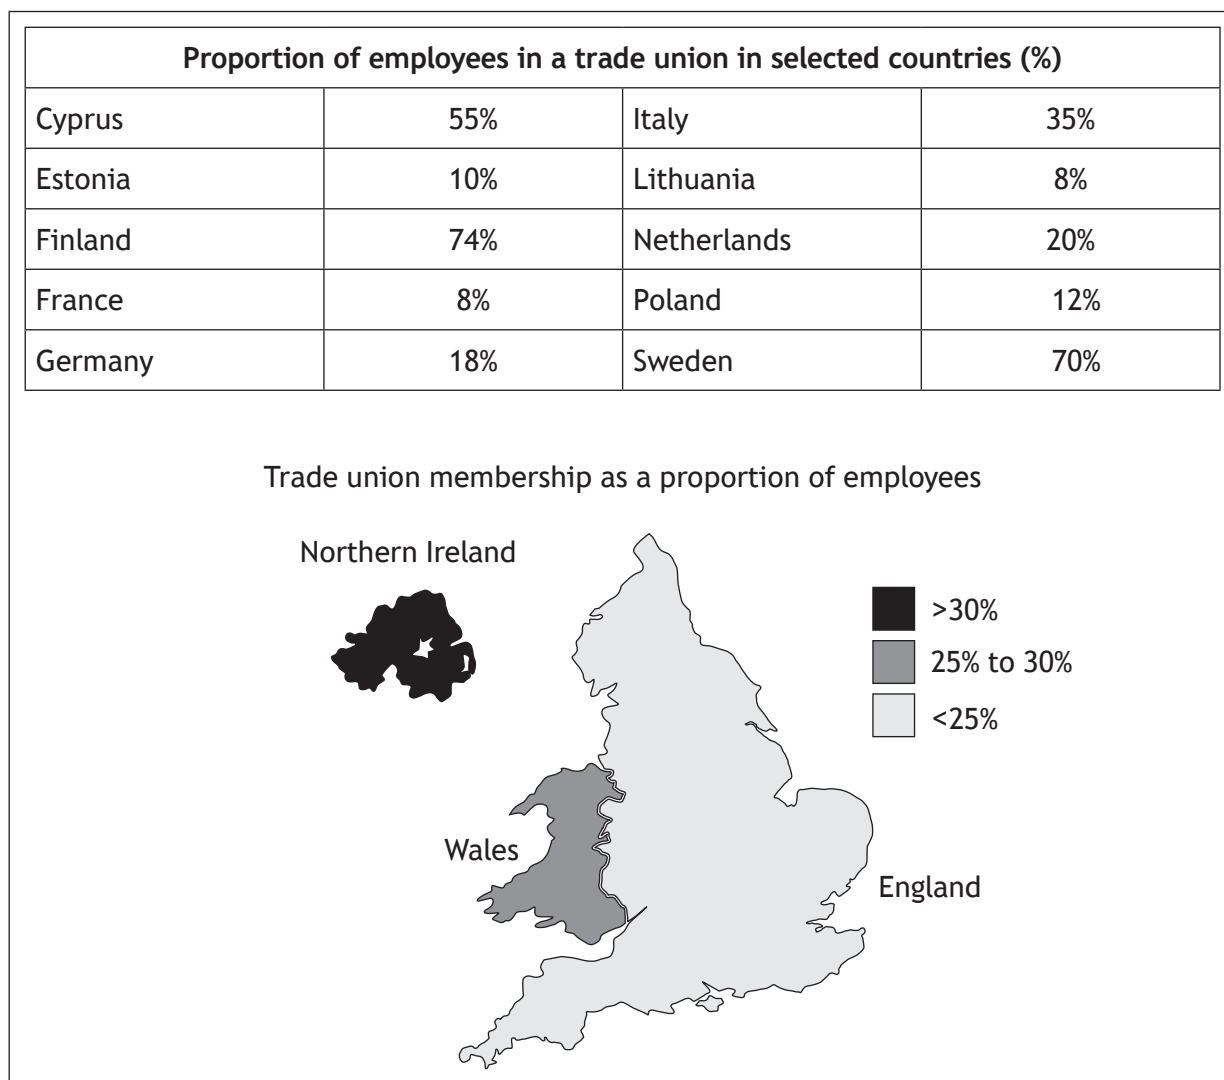 Proportion of employees in a trade union in selected countries (%)
Cyprus 55% Italy 35%
Estonia 10% Lithuania 8%
Finland 74% Netherlands 20%
France 8% Poland 12%
Germany 18% Sweden 70%
Trade union membership as a proportion of employees
Northern Ireland
>30%
25% to 30%
<25%
Wales
England